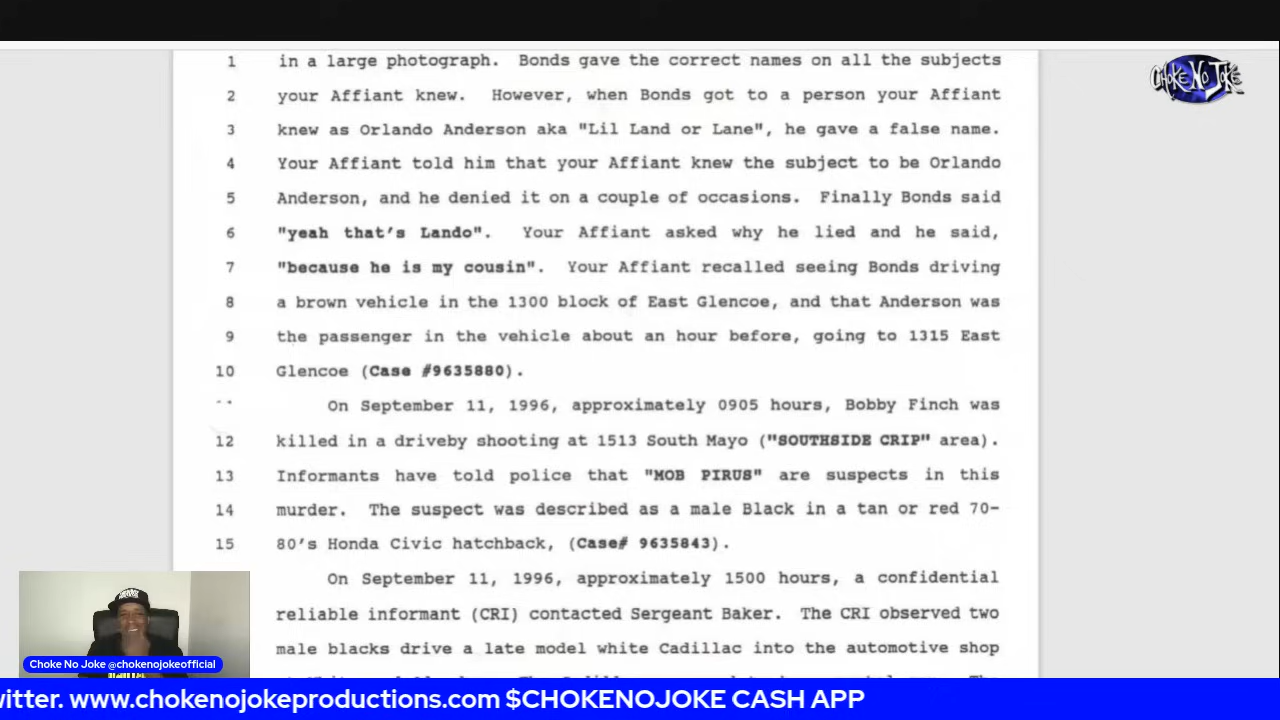 CHOKE NO JOKE
1 in a large photograph. Bonds gave the correct names on all the subjects
2 your Affiant knew. However, when Bonds got to a person your Affiant
3 knew as Orlando Anderson aka "Lil Land or Lane", he gave a false name.
4 Your Affiant told him that your Affiant knew the subject to be Orlando
5 Anderson, and he denied it on a couple of occasions. Finally Bonds said
6 "yeah that's Lando". Your Affiant asked why he lied and he said,
7 "because he is my cousin". Your Affiant recalled seeing Bonds driving
8 a brown vehicle in the 1300 block of East Glencoe, and that Anderson was
9 the passenger in the vehicle about an hour before, going to 1315 East
10 Glencoe (Case #9635880).
On September 11, 1996, approximately 0905 hours, Bobby Finch was
12 killed in a driveby shooting at 1513 South Mayo ("SOUTHSIDE CRIP" area).
13 Informants have told police that "MOB PIRUS" are suspects in this
14 murder. The suspect was described as a male Black in a tan or red 70-
15 80's Honda Civic hatchback, (Case# 9635843).
On September 11, 1996, approximately 1500 hours, a confidential
reliable informant (CRI) contacted Sergeant Baker. The CRI observed two
male blacks drive a late model white Cadillac into the automotive shop
Choke No Joke @chokenojokeofficial
witter. www.chokenojokeproductions.com $CHOKENOJOKE CASH APP